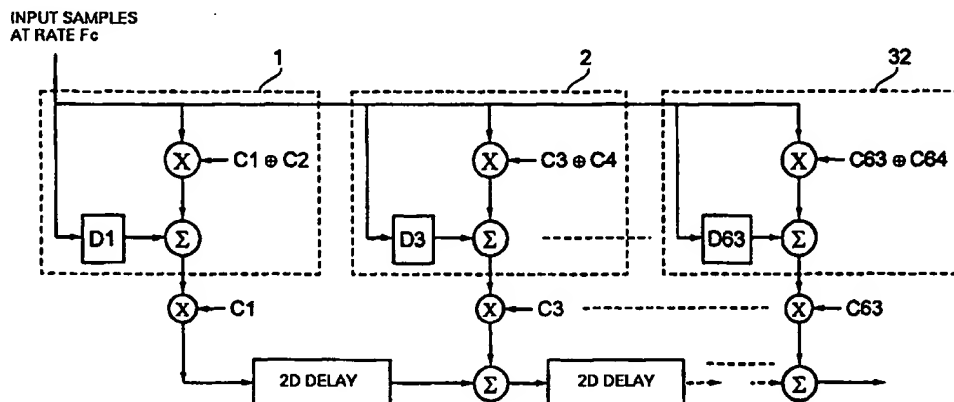 INPUT SAMPLES
AT RATE Fc
1
2
32
X
C1 ⊕ C2
X
C3 ⊕ C4
X
C63 ⊕ C64
D1
Σ
D3
Σ
D63
Σ
X
C1
X
C3
X
C63
2D DELAY
Σ
2D DELAY
Σ